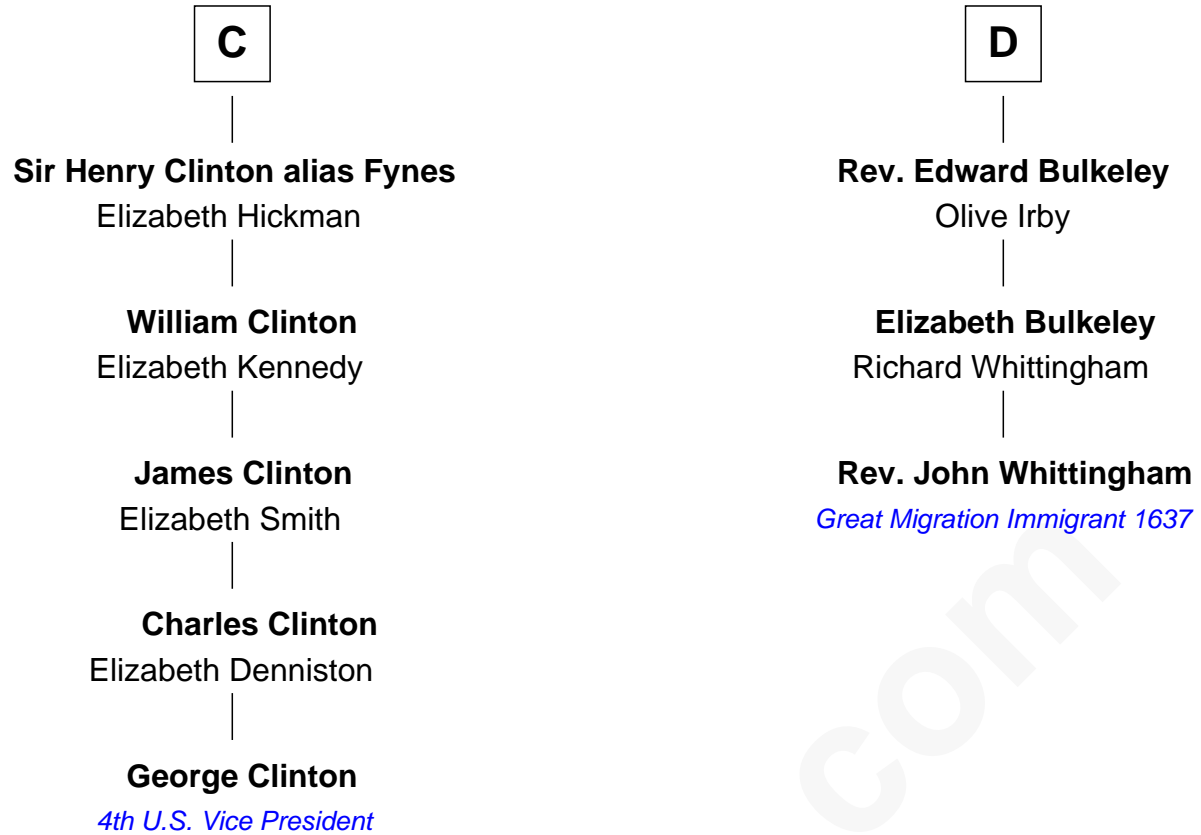 C
Sir Henry Clinton alias Fynes
Elizabeth Hickman
William Clinton
Elizabeth Kennedy
James Clinton
Elizabeth Smith
Charles Clinton
Elizabeth Denniston
George Clinton
4th U.S. Vice President
D
Rev. Edward Bulkeley
Olive Irby
Elizabeth Bulkeley
Richard Whittingham
Rev. John Whittingham
Great Migration Immigrant 1637
com